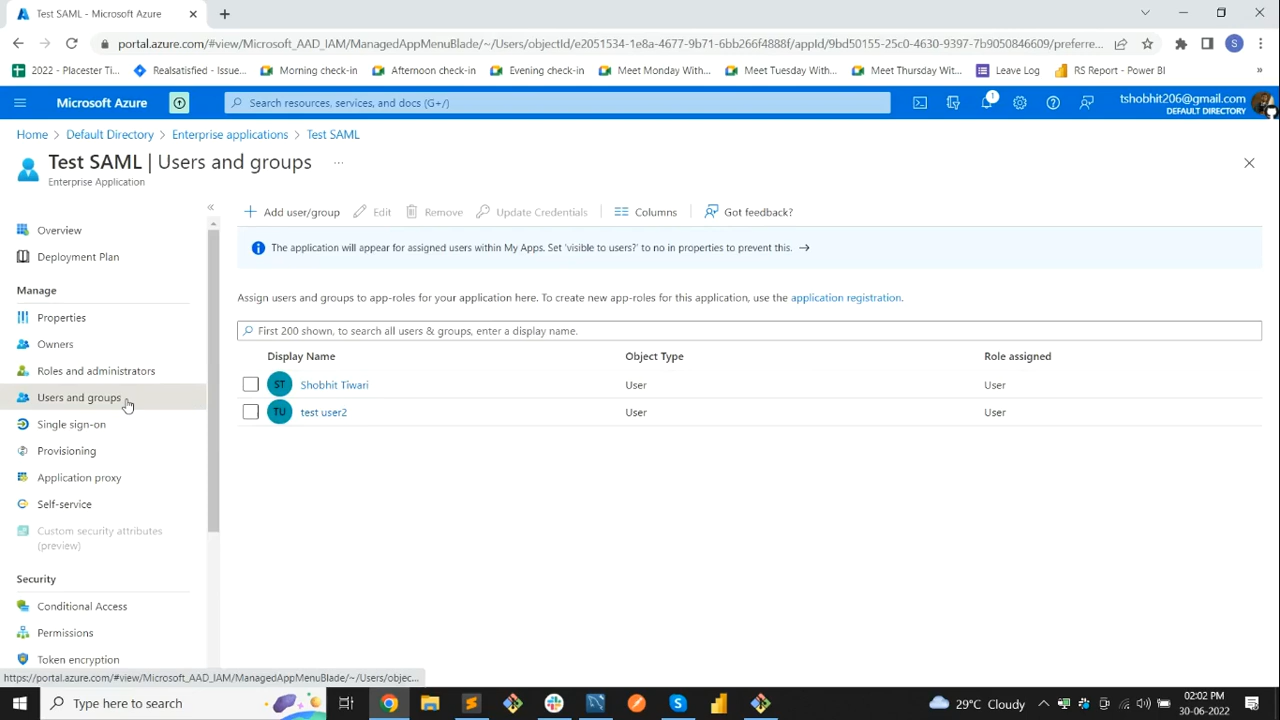 Test SAML - Microsoft Azure
portal.azure.com/#view/Microsoft_AAD_IAM/ManagedAppMenuBlade/~/Users/objectId/e2051534-1e8a-4677-9b71-6bb266f4888f/appId/9bd50155-25c0-4630-9397-7b9050846609/preferre...
S
2022 - Placester Ti...
Realsatisfied - Issue...
Morning check-in
Afternoon check-in
Evening check-in
Meet Monday With...
Meet Tuesday With...
Meet Thursday Wit...
Leave Log
RS Report - Power BI
»
Microsoft Azure
Search resources, services, and docs (G+/)
1
tshobhit206@gmail.com
DEFAULT DIRECTORY
Home > Default Directory > Enterprise applications > Test SAML
Test SAML | Users and groups ...
Enterprise Application
«
Overview
Deployment Plan
Manage
Properties
Owners
Roles and administrators
Users and groups
Single sign-on
Provisioning
Application proxy
Self-service
Custom security attributes
(preview)
Security
Conditional Access
Permissions
Token encryption
Add user/group
Edit
Remove
Update Credentials
Columns
Got feedback?
The application will appear for assigned users within My Apps. Set 'visible to users?' to no in properties to prevent this. →
Assign users and groups to app-roles for your application here. To create new app-roles for this application, use the application registration.
First 200 shown, to search all users & groups, enter a display name.
Display Name Object Type Role assigned
ST Shobhit Tiwari User User
TU test user2 User User
https://portal.azure.com/#view/Microsoft_AAD_IAM/ManagedAppMenuBlade/~/Users/objec...
Type here to search
29°C Cloudy
02:02 PM
30-06-2022